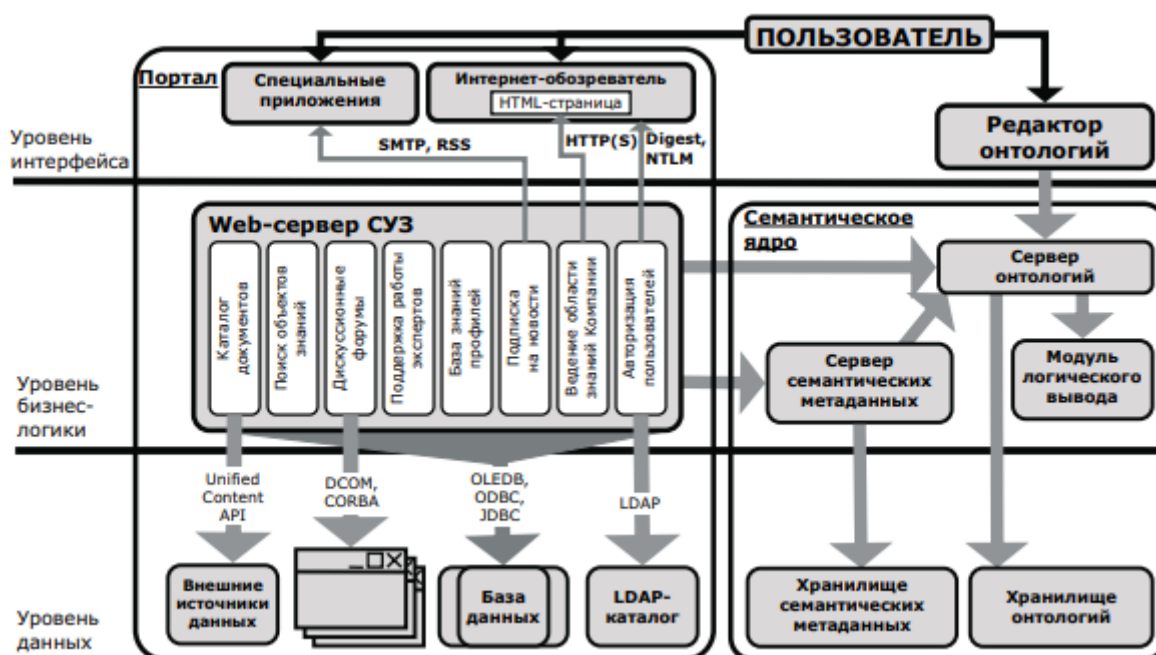 ПОЛЬЗОВАТЕЛЬ
Портал
Специальные
приложения
Интернет-обозреватель
HTML-страница
Редактор
онтологий
Уровень
интерфейса
SMTP, RSS
HTTP(S)
Digest,
NTLM
Web-сервер СУЗ
Каталог
документов
Поиск объектов
знаний
Дискуссионные
форумы
Поддержка работы
экспертов
База знаний
профилей
Подписка
на новости
Ведение области
знаний Компании
Авторизация
пользователей
Семантическое
ядро
Сервер
онтологий
Сервер
семантических
метаданных
Модуль
логического
вывода
Уровень
бизнес-
логики
Unified
Content
API
DCOM,
CORBA
OLEDB,
ODBC,
JDBC
LDAP
Внешние
источники
данных
База
данных
LDAP-
каталог
Хранилище
семантических
метаданных
Хранилище
онтологий
Уровень
данных